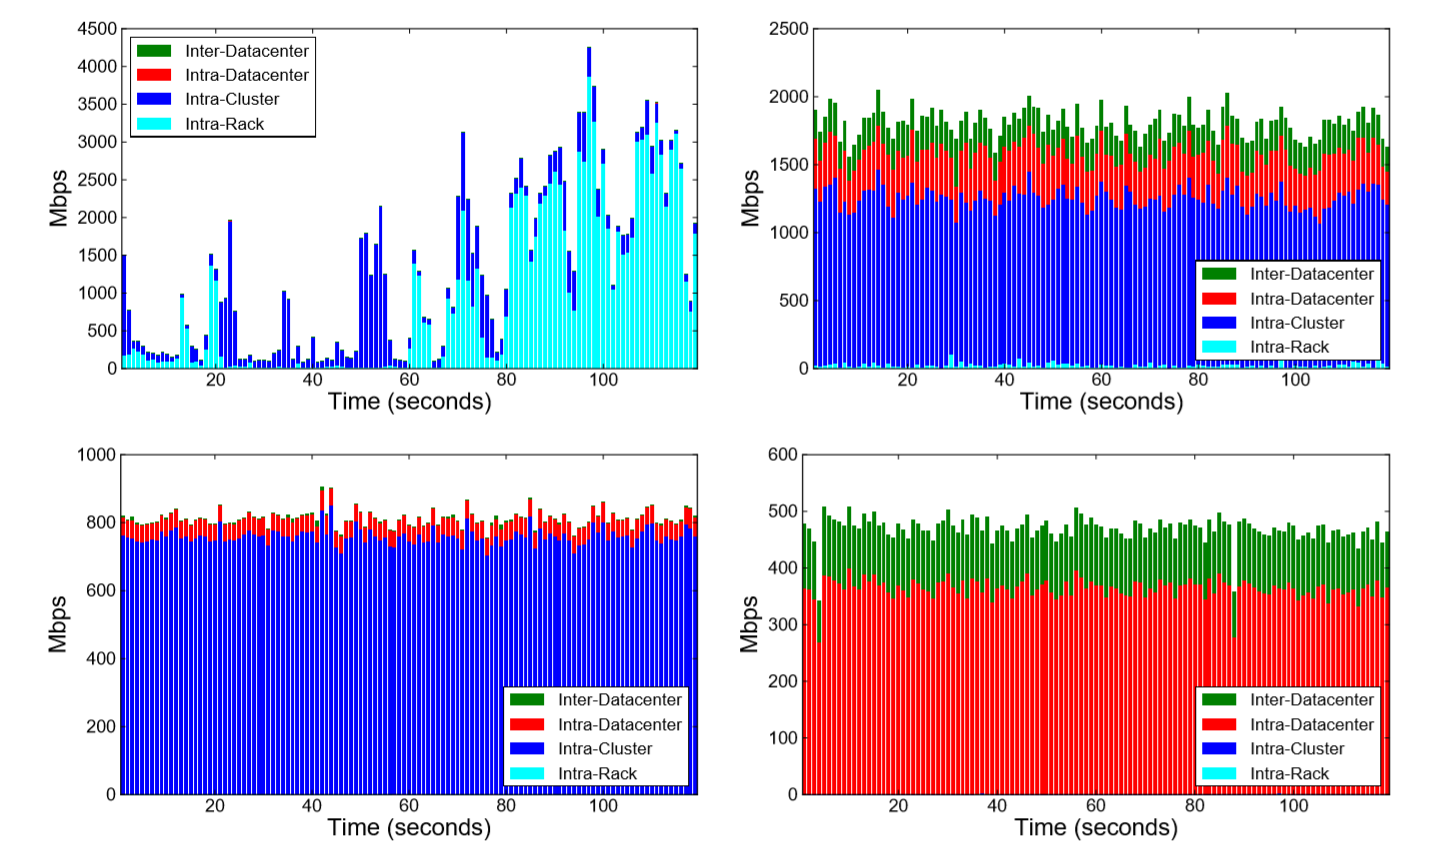 4500
4000
3500
3000
2500
2000
1500
1000
500
0
Mbps
Inter-Datacenter
Intra-Datacenter
Intra-Cluster
Intra-Rack
20 40 60 80 100
Time (seconds)
2500
2000
1500
1000
500
0
Mbps
Inter-Datacenter
Intra-Datacenter
Intra-Cluster
Intra-Rack
20 40 60 80 100
Time (seconds)
1000
800
600
400
200
0
Mbps
Inter-Datacenter
Intra-Datacenter
Intra-Cluster
Intra-Rack
20 40 60 80 100
Time (seconds)
600
500
400
300
200
100
0
Mbps
Inter-Datacenter
Intra-Datacenter
Intra-Cluster
Intra-Rack
20 40 60 80 100
Time (seconds)